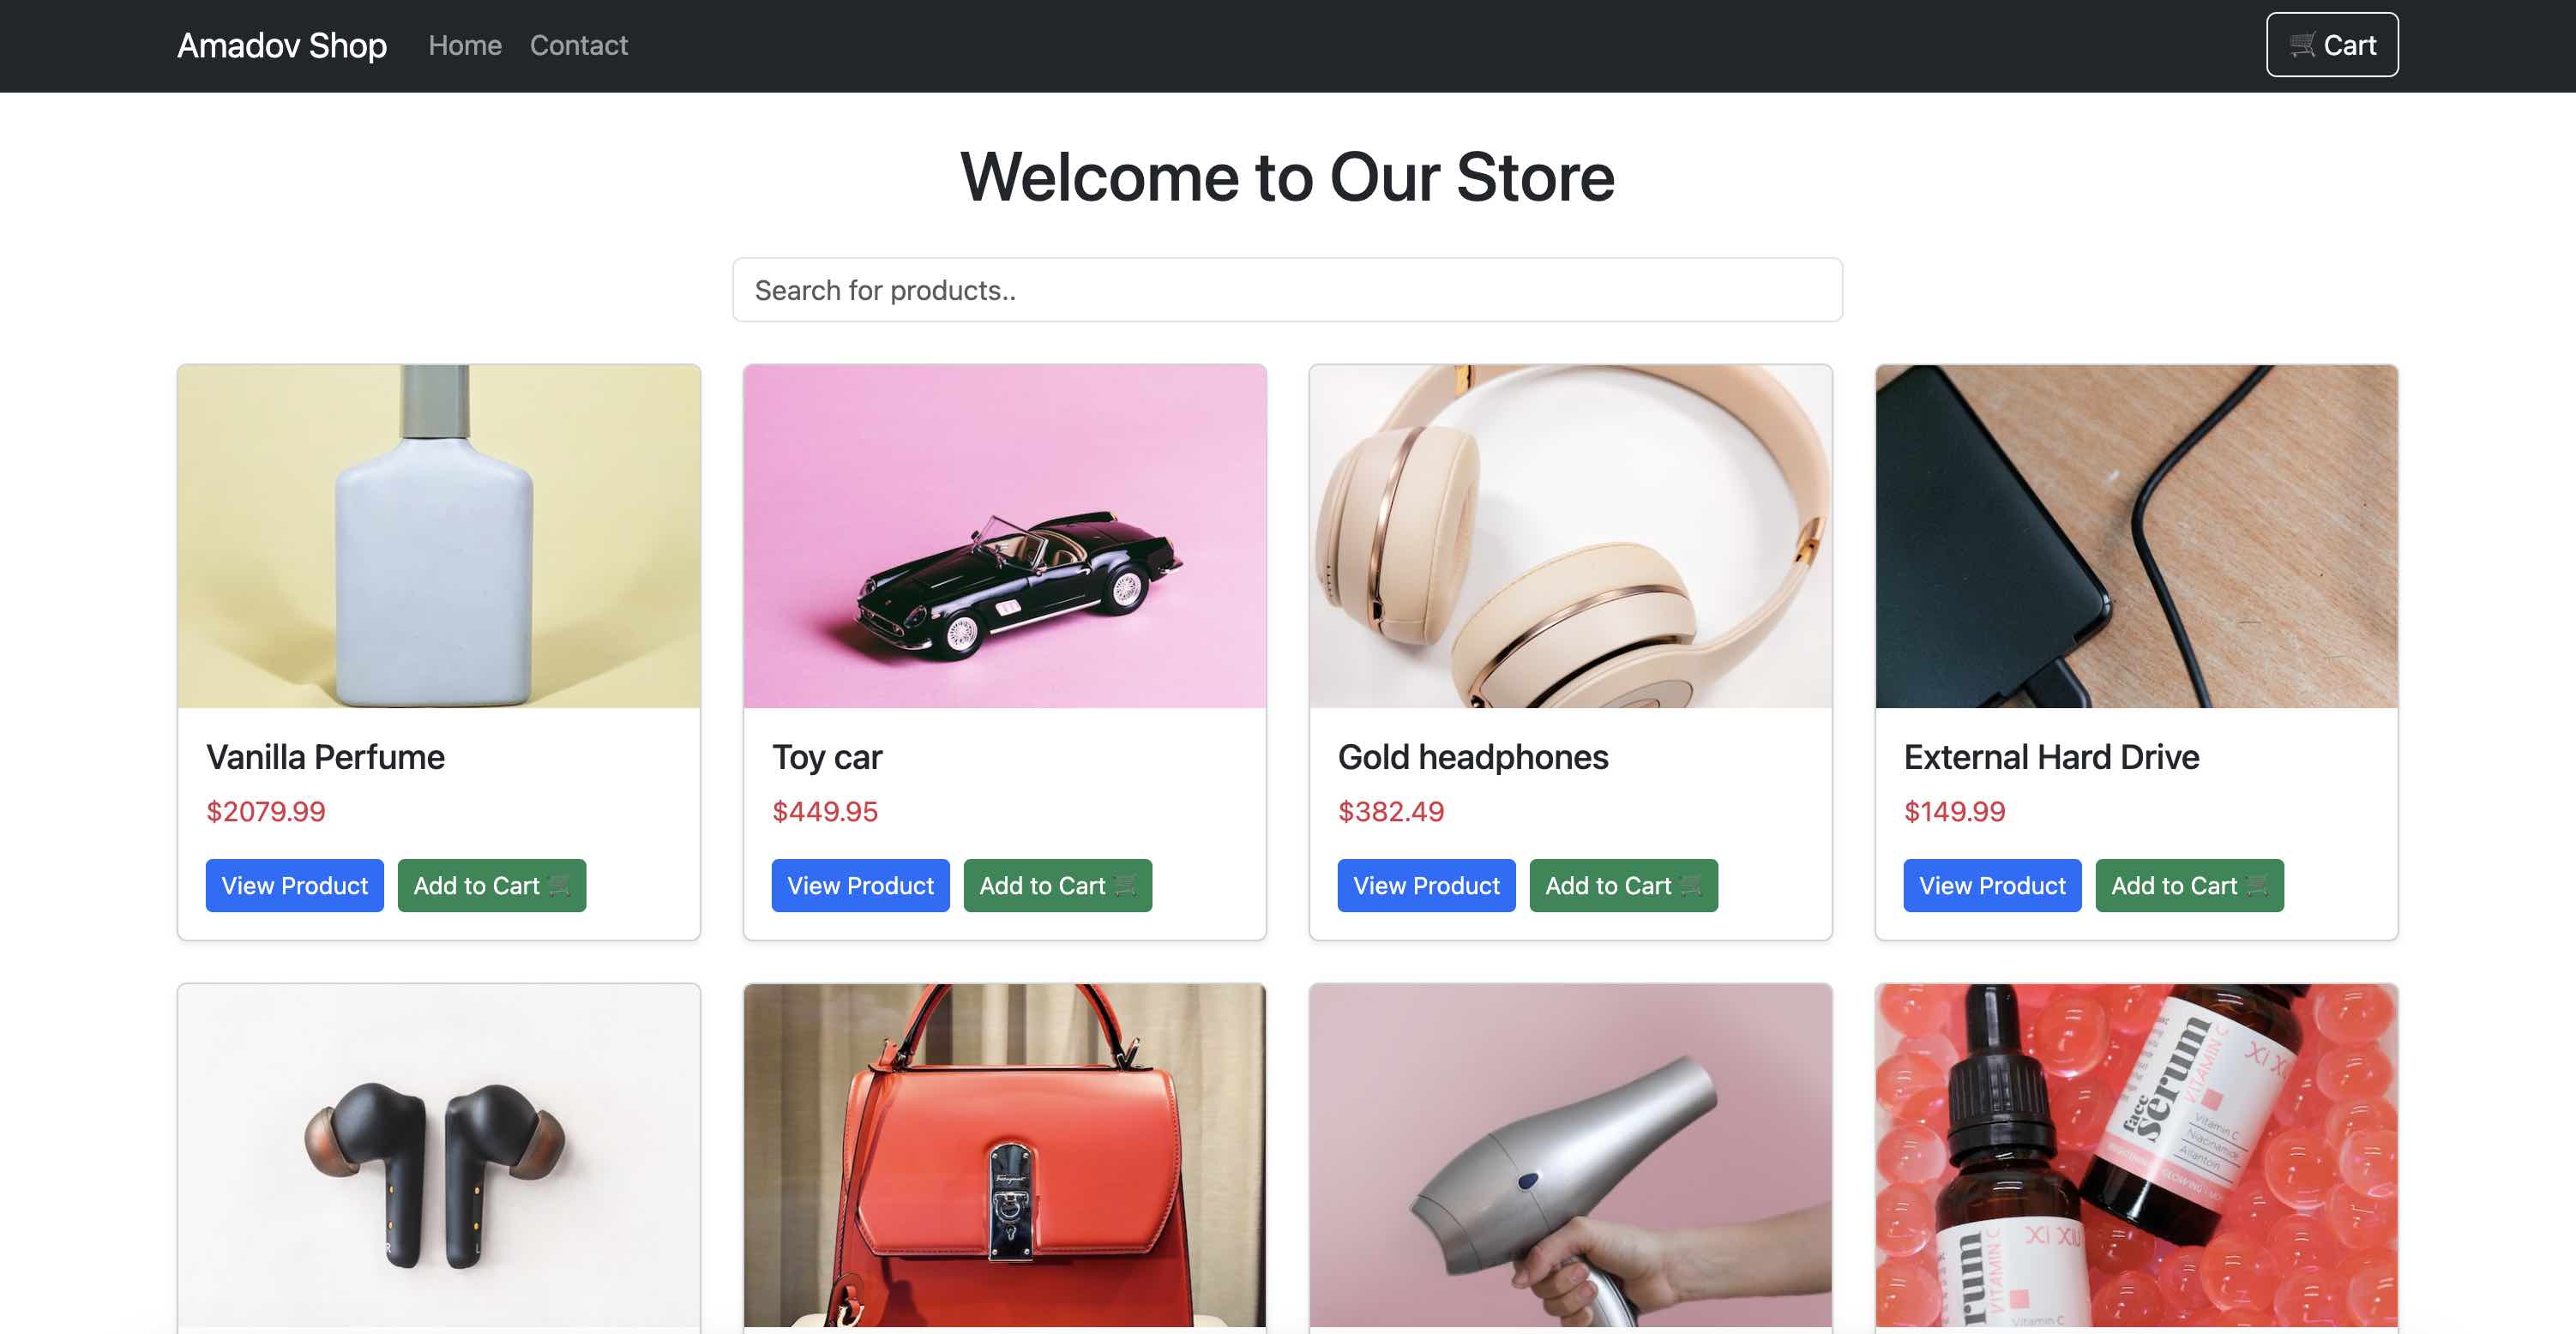 Amadov Shop Home Contact Cart
Welcome to Our Store
Search for products..
Vanilla Perfume
$2079.99
View Product Add to Cart
Toy car
$449.95
View Product Add to Cart
Gold headphones
$382.49
View Product Add to Cart
External Hard Drive
$149.99
View Product Add to Cart
R L
face
serum
VITAMIN C
XI XI
Vitamin C
Niacinamide
Allantoin
rum
VITAMIN C
XI XIU
Vitamin C